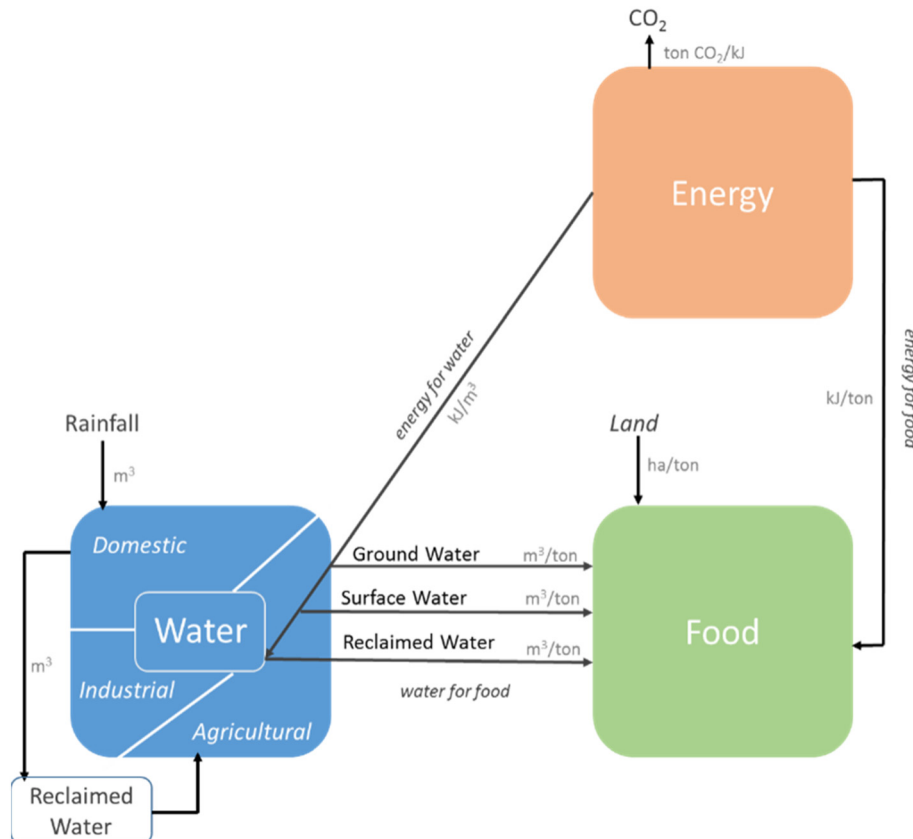 CO₂
ton CO₂/kJ
Energy
energy for water
kJ/m³
energy for food
kJ/ton
Rainfall
m³
Land
ha/ton
Domestic
Ground Water
m³/ton
Surface Water
m³/ton
Water
Food
Reclaimed Water
m³/ton
m³
Industrial
water for food
Agricultural
Reclaimed
Water